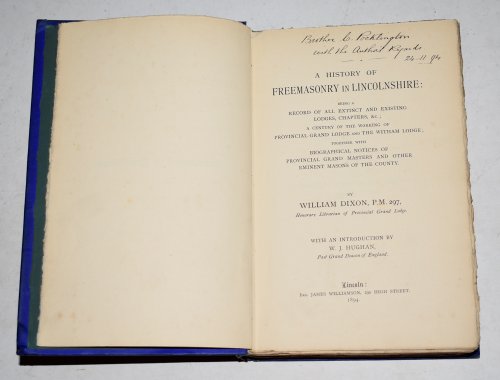 Brother C. Pocklington
with the Author Regards
24.11.94
A HISTORY OF
FREEMASONRY IN LINCOLNSHIRE:
BEING A
RECORD OF ALL EXTINCT AND EXISTING
LODGES, CHAPTERS, &c.;
A CENTURY OF THE WORKING OF
PROVINCIAL GRAND LODGE AND THE WITHAM LODGE;
TOGETHER WITH
BIOGRAPHICAL NOTICES OF
PROVINCIAL GRAND MASTERS AND OTHER
EMINENT MASONS OF THE COUNTY.
BY
WILLIAM DIXON, P.M. 297,
Honorary Librarian of Provincial Grand Lodge.
WITH AN INTRODUCTION BY
W. J. HUGHAN,
Past Grand Deacon of England.
Lincoln:
JAMES WILLIAMSON, 290 HIGH STREET.
1894.